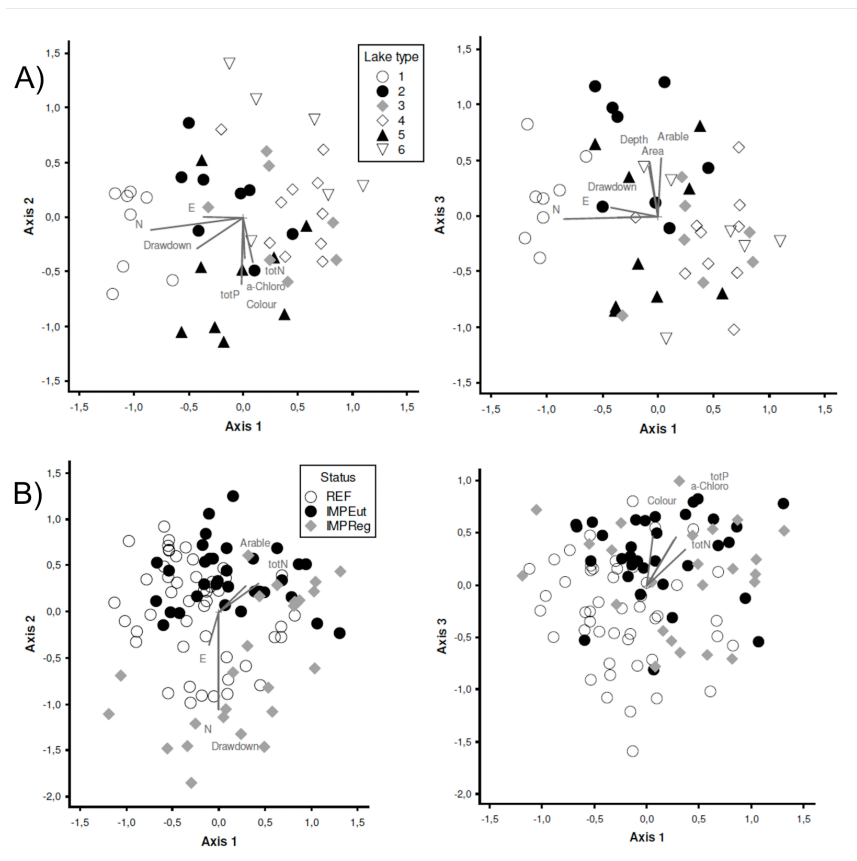 A)
Lake type
1
2
3
4
5
6
1,5
1,0
0,5
0,0
-0,5
-1,0
-1,5
Axis 2
E
N
Drawdown
totN
a-Chloro
totP
Colour
-1,5 -1,0 -0,5 0,0 0,5 1,0 1,5
Axis 1
1,5
1,0
0,5
0,0
-0,5
-1,0
-1,5
Axis 3
Depth Arable
Area
Drawdown
E
N
-1,5 -1,0 -0,5 0,0 0,5 1,0 1,5
Axis 1
B)
Status
REF
IMPEut
IMPReg
1,5
1,0
0,5
0,0
-0,5
-1,0
-1,5
-2,0
Axis 2
Arable
totN
E
N
Drawdown
-1,5 -1,0 -0,5 0,0 0,5 1,0 1,5
Axis 1
1,0
0,5
0,0
-0,5
-1,0
-1,5
-2,0
Axis 3
totP
a-Chloro
Colour
totN
-1,5 -1,0 -0,5 0,0 0,5 1,0 1,5
Axis 1